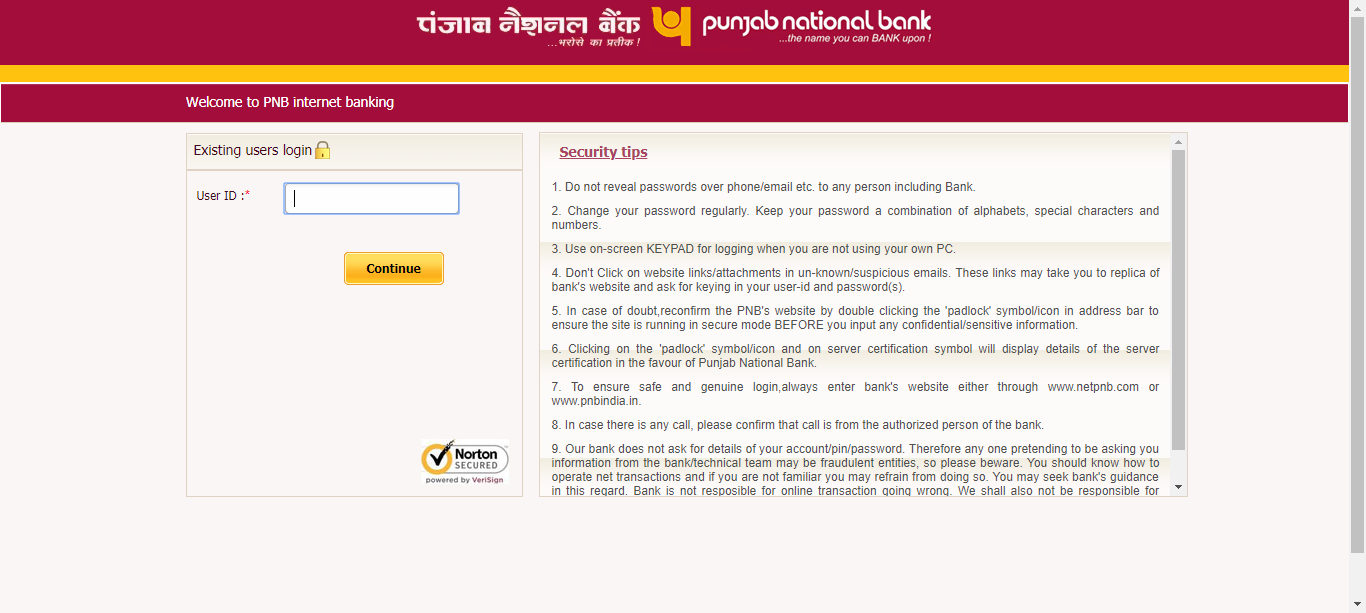 पंजाब नैशनल बैंक punjab national bank
...भरोसे का प्रतीक ! ...the name you can BANK upon !
Welcome to PNB internet banking
Existing users login
User ID :*
Continue
Norton
SECURED
powered by VeriSign
Security tips
1. Do not reveal passwords over phone/email etc. to any person including Bank.
2. Change your password regularly. Keep your password a combination of alphabets, special characters and
numbers.
3. Use on-screen KEYPAD for logging when you are not using your own PC.
4. Don't Click on website links/attachments in un-known/suspicious emails. These links may take you to replica of
bank's website and ask for keying in your user-id and password(s).
5. In case of doubt,reconfirm the PNB's website by double clicking the 'padlock' symbol/icon in address bar to
ensure the site is running in secure mode BEFORE you input any confidential/sensitive information.
6. Clicking on the 'padlock' symbol/icon and on server certification symbol will display details of the server
certification in the favour of Punjab National Bank.
7. To ensure safe and genuine login,always enter bank's website either through www.netpnb.com or
www.pnbindia.in.
8. In case there is any call, please confirm that call is from the authorized person of the bank.
9. Our bank does not ask for details of your account/pin/password. Therefore any one pretending to be asking you
information from the bank/technical team may be fraudulent entities, so please beware. You should know how to
operate net transactions and if you are not familiar you may refrain from doing so. You may seek bank's guidance
in this regard. Bank is not resposible for online transaction going wrong. We shall also not be responsible for